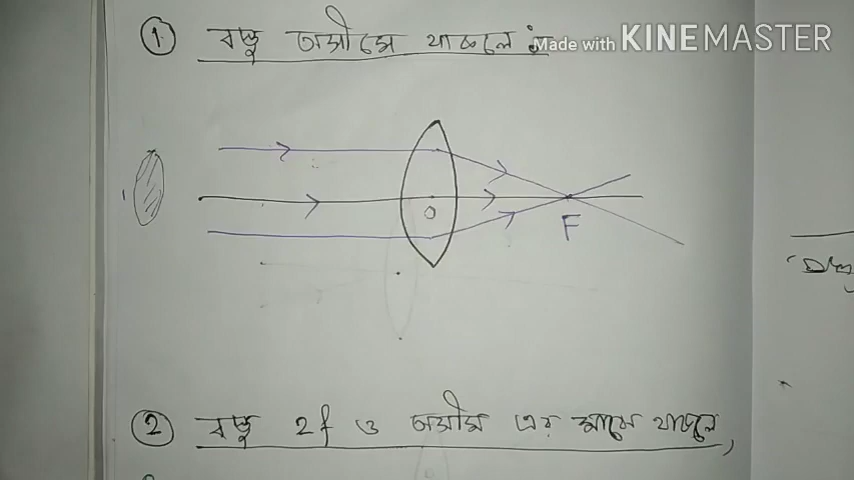 ① বস্তু অসীমে থাকলে ঃ
Made with KINEMASTER
O
F
② বস্তু 2f ও অসীম এর মাঝে থাকলে,